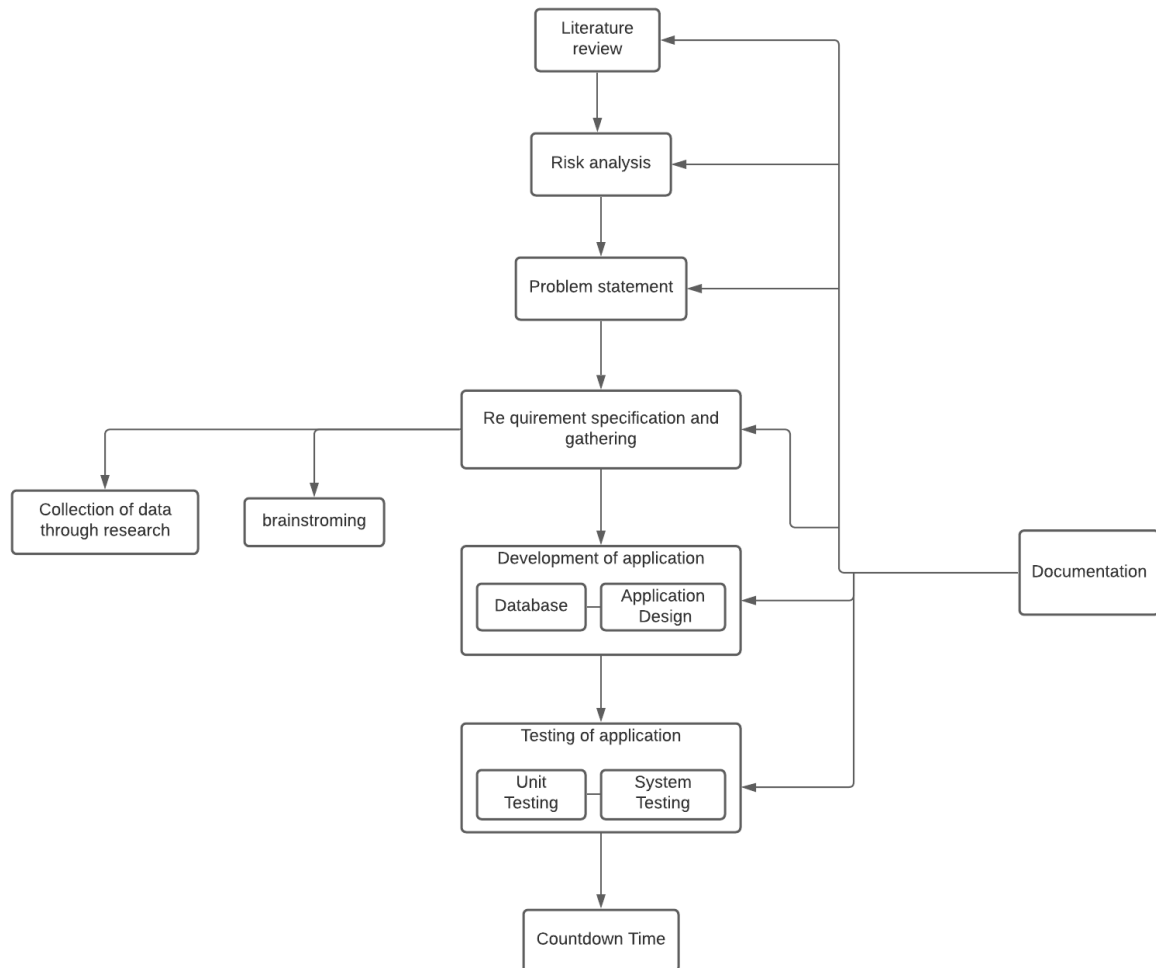 Literature
review
Risk analysis
Problem statement
Re quirement specification and
gathering
Collection of data
through research
brainstroming
Development of application
Database
Application
Design
Documentation
Testing of application
Unit
Testing
System
Testing
Countdown Time